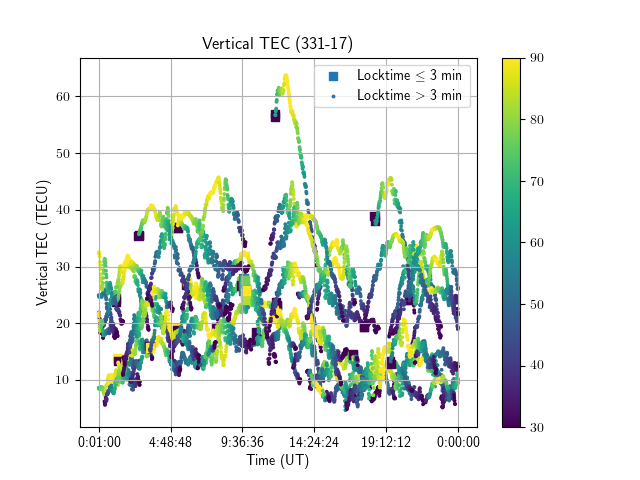 Vertical TEC (331-17)
Locktime ≤ 3 min
Locktime > 3 min
Vertical TEC (TECU)
60
50
40
30
20
10
0:01:00 4:48:48 9:36:36 14:24:24 19:12:12 0:00:00
Time (UT)
90
80
70
60
50
40
30